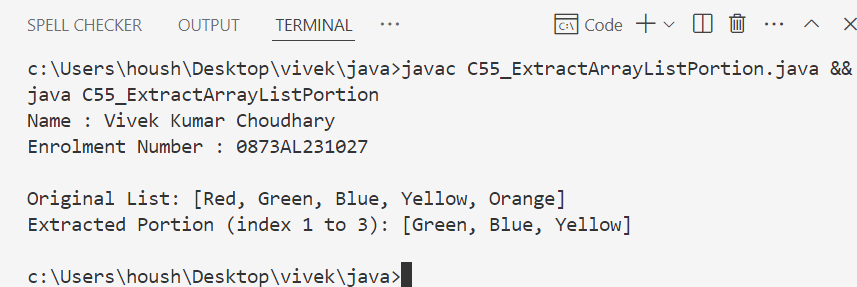 SPELL CHECKER OUTPUT TERMINAL ··· Code
c:\Users\housh\Desktop\vivek\java>javac C55_ExtractArrayListPortion.java &&
java C55_ExtractArrayListPortion
Name : Vivek Kumar Choudhary
Enrolment Number : 0873AL231027
Original List: [Red, Green, Blue, Yellow, Orange]
Extracted Portion (index 1 to 3): [Green, Blue, Yellow]
c:\Users\housh\Desktop\vivek\java>